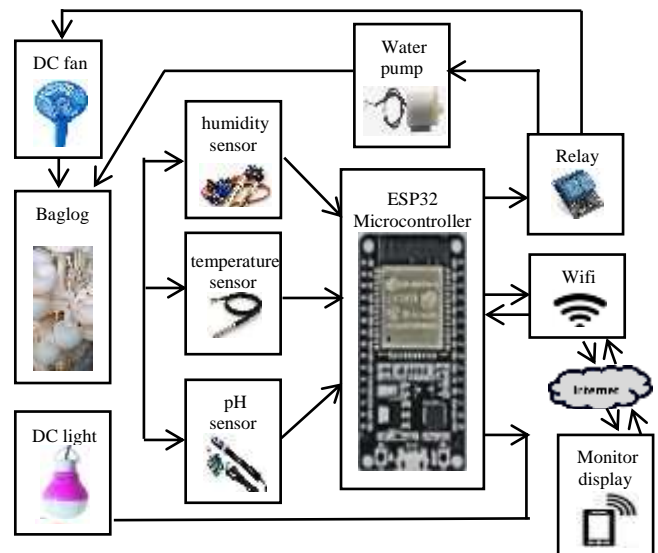 DC fan
Water
pump
humidity
sensor
Relay
ESP32
Microcontroller
Baglog
temperature
sensor
Wifi
Internet
DC light
pH
sensor
Monitor
display